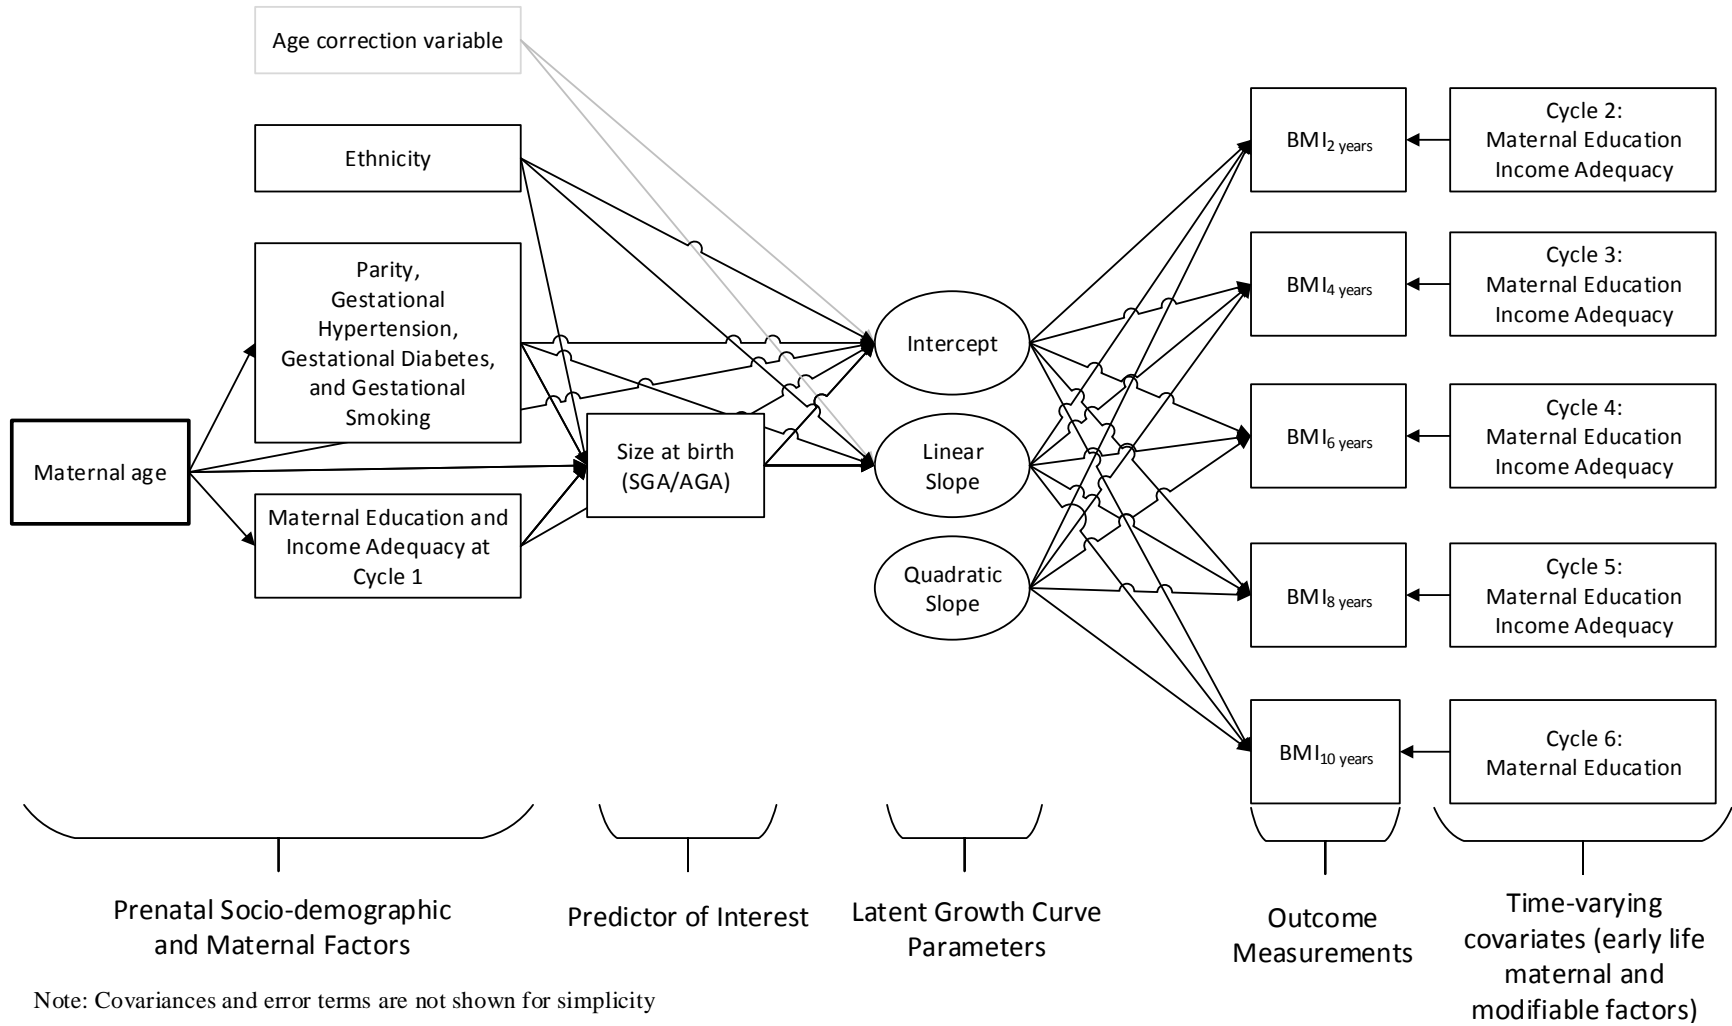 Age correction variable
Ethnicity
Parity,
Gestational
Hypertension,
Gestational Diabetes,
and Gestational
Smoking
Maternal age
Maternal Education and
Income Adequacy at
Cycle 1
Size at birth
(SGA/AGA)
Intercept
Linear
Slope
Quadratic
Slope
BMI2 years
BMI4 years
BMI6 years
BMI8 years
BMI10 years
Cycle 2:
Maternal Education
Income Adequacy
Cycle 3:
Maternal Education
Income Adequacy
Cycle 4:
Maternal Education
Income Adequacy
Cycle 5:
Maternal Education
Income Adequacy
Cycle 6:
Maternal Education
Prenatal Socio-demographic
and Maternal Factors
Predictor of Interest
Latent Growth Curve
Parameters
Outcome
Measurements
Time-varying
covariates (early life
maternal and
modifiable factors)
Note: Covariances and error terms are not shown for simplicity